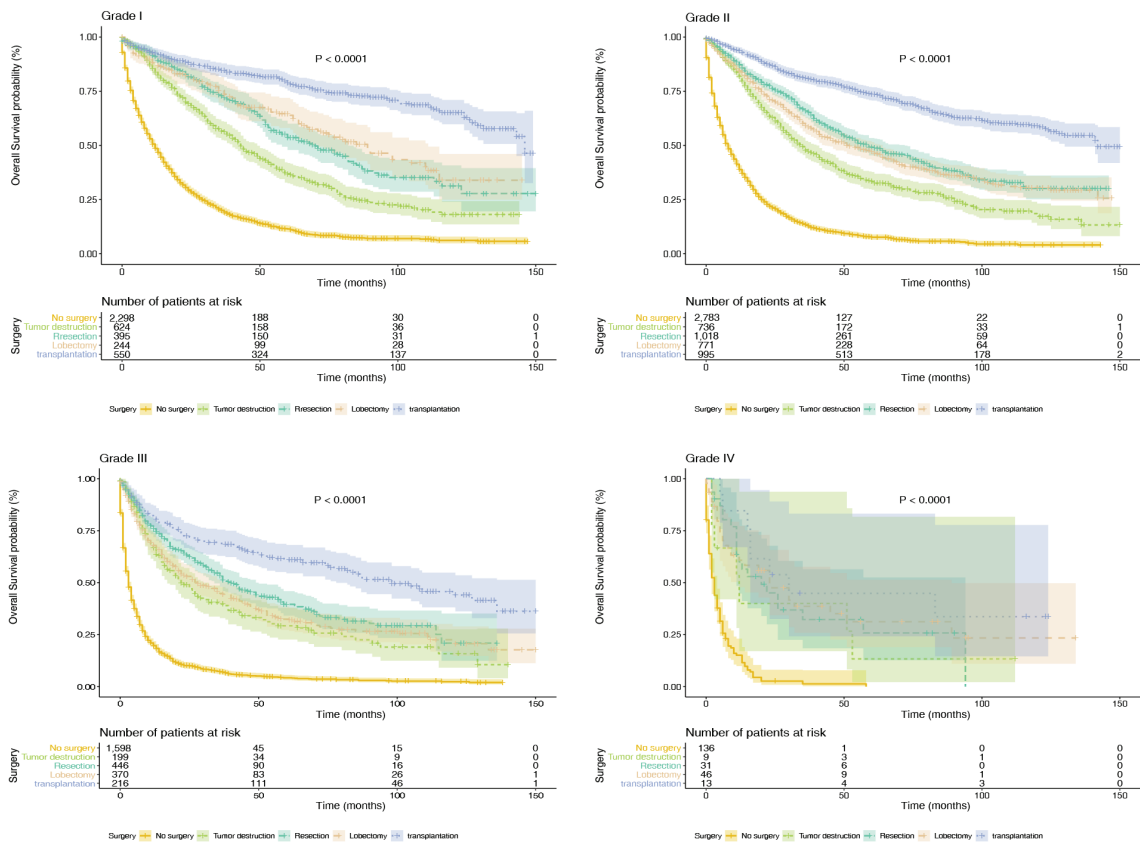 Grade I
Overall Survival probability (%)
1.00
0.75
0.50
0.25
0.00
P < 0.0001
0 50 100 150
Time (months)
Number of patients at risk
Surgery
No surgery 2,298 188 30 0
Tumor destruction 624 158 36 0
Rresection 395 150 31 1
Lobectomy 244 99 28 0
transplantation 550 324 137 0
0 50 100 150
Time (months)
Surgery No surgery Tumor destruction Rresection Lobectomy transplantation
Grade II
Overall Survival probability (%)
1.00
0.75
0.50
0.25
0.00
P < 0.0001
0 50 100 150
Time (months)
Number of patients at risk
Surgery
No surgery 2,783 127 22 0
Tumor destruction 736 172 33 1
Resection 1,018 261 59 0
Lobectomy 771 228 64 0
transplantation 995 513 178 2
0 50 100 150
Time (months)
Surgery No surgery Tumor destruction Resection Lobectomy transplantation
Grade III
Overall Survival probability (%)
1.00
0.75
0.50
0.25
0.00
P < 0.0001
0 50 100 150
Time (months)
Number of patients at risk
Surgery
No surgery 1,598 45 15 0
Tumor destruction 199 34 9 0
Resection 446 90 16 0
Lobectomy 370 83 26 1
transplantation 216 111 46 1
0 50 100 150
Time (months)
Surgery No surgery Tumor destruction Resection Lobectomy transplantation
Grade IV
Overall Survival probability (%)
1.00
0.75
0.50
0.25
0.00
P < 0.0001
0 50 100 150
Time (months)
Number of patients at risk
Surgery
No surgery 136 1 0 0
Tumor destruction 9 3 1 0
Resection 31 6 0 0
Lobectomy 46 9 1 0
transplantation 13 4 3 0
0 50 100 150
Time (months)
Surgery No surgery Tumor destruction Resection Lobectomy transplantation